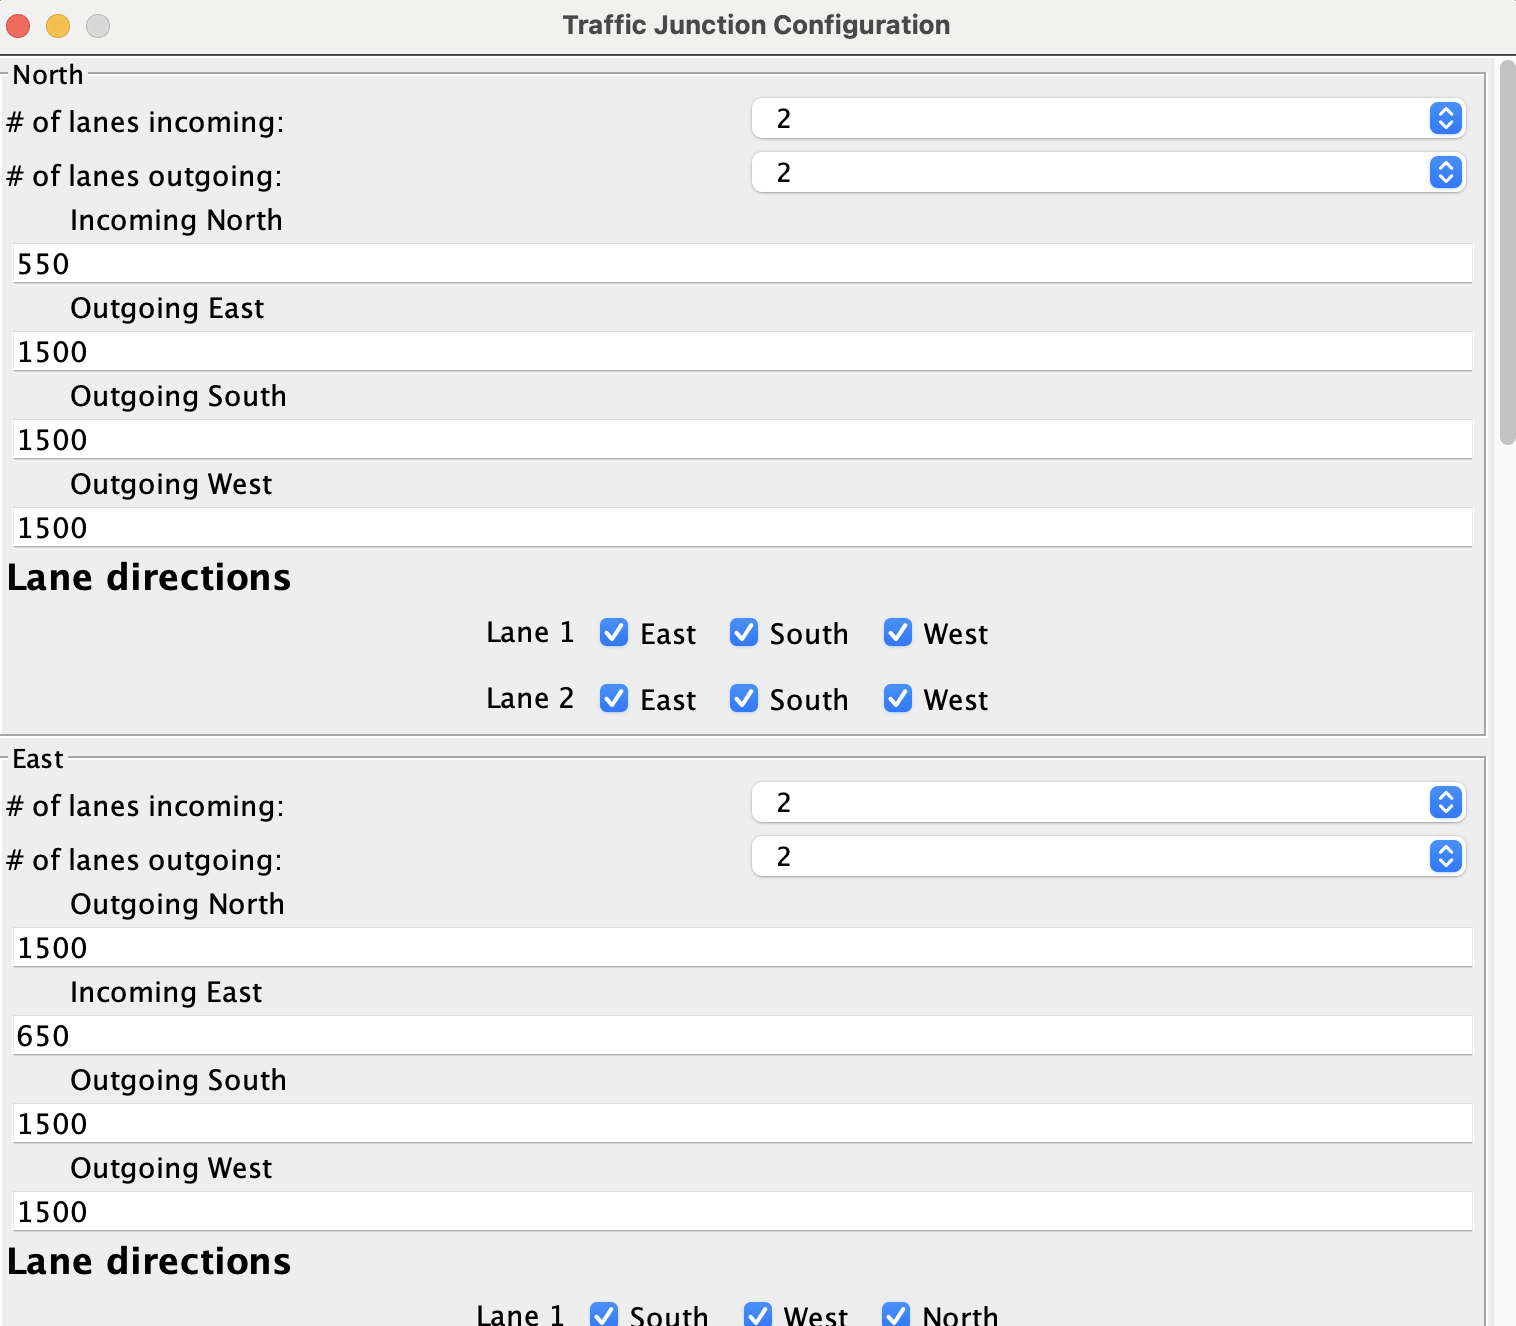 Traffic Junction Configuration
North
# of lanes incoming: 2
# of lanes outgoing: 2
Incoming North
550
Outgoing East
1500
Outgoing South
1500
Outgoing West
1500
Lane directions
Lane 1 East South West
Lane 2 East South West
East
# of lanes incoming: 2
# of lanes outgoing: 2
Outgoing North
1500
Incoming East
650
Outgoing South
1500
Outgoing West
1500
Lane directions
Lane 1 South West North